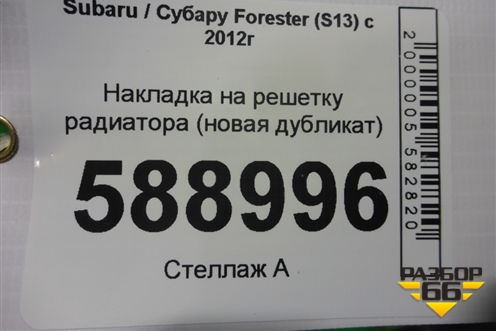 Subaru / Субару Forester (S13) с
2012г
Накладка на решетку
радиатора (новая дубликат)
588996
Стеллаж А
2000005582820
РАЗБОР
66